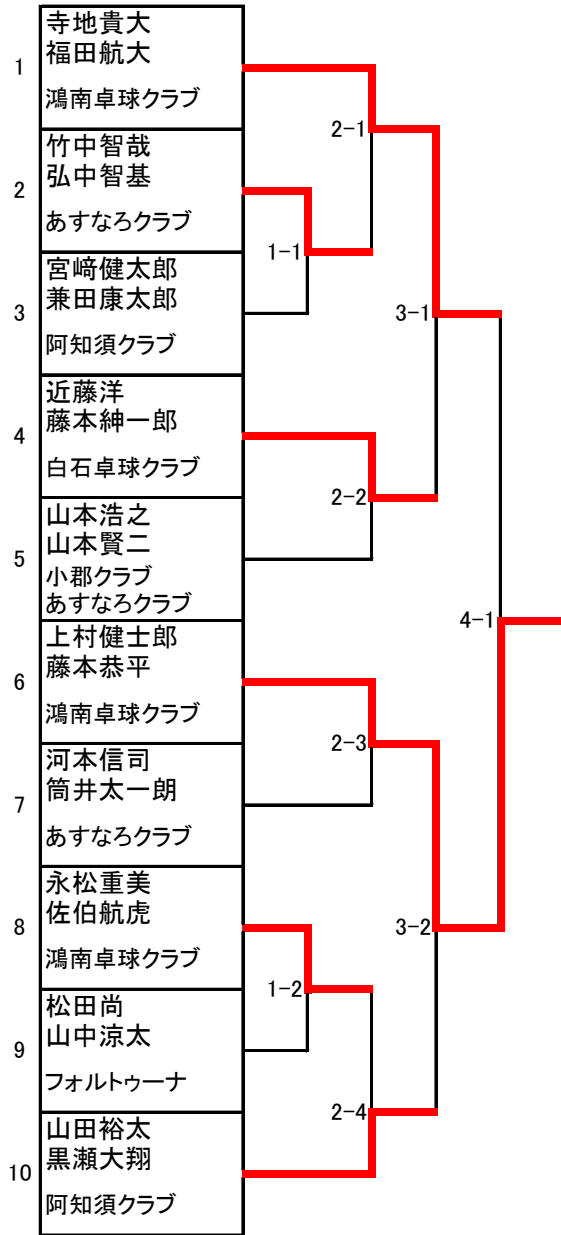 寺地貴大
福田航大
1
鴻南卓球クラブ
2-1
竹中智哉
弘中智基
2
あすなろクラブ
1-1
宮﨑健太郎
兼田康太郎
3
阿知須クラブ
3-1
近藤洋
藤本紳一郎
4
白石卓球クラブ
2-2
山本浩之
山本賢二
5
小郡クラブ
あすなろクラブ
4-1
上村健士郎
藤本恭平
6
鴻南卓球クラブ
2-3
河本信司
筒井太一朗
7
あすなろクラブ
永松重美
佐伯航虎
8
鴻南卓球クラブ
3-2
1-2
松田尚
山中涼太
9
フォルトゥーナ
2-4
山田裕太
黒瀬大翔
10
阿知須クラブ